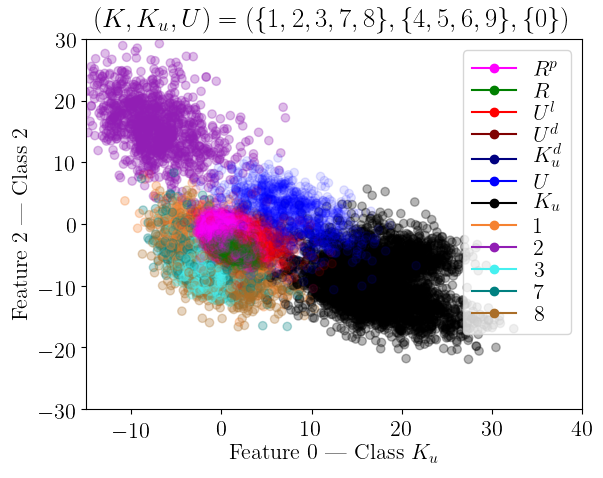 (K, K_u, U) = ({1, 2, 3, 7, 8}, {4, 5, 6, 9}, {0})
30
20
10
0
−10
−20
−30
Feature 2 — Class 2
−10 0 10 20 30 40
Feature 0 — Class K_u
R^p
R
U^l
U^d
K_u^d
U
K_u
1
2
3
7
8